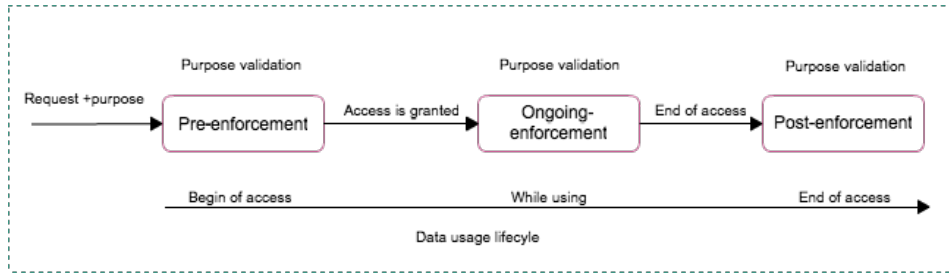 Purpose validation
Purpose validation
Purpose validation
Request +purpose
Pre-enforcement
Access is granted
Ongoing-
enforcement
End of access
Post-enforcement
Begin of access
While using
End of access
Data usage lifecyle